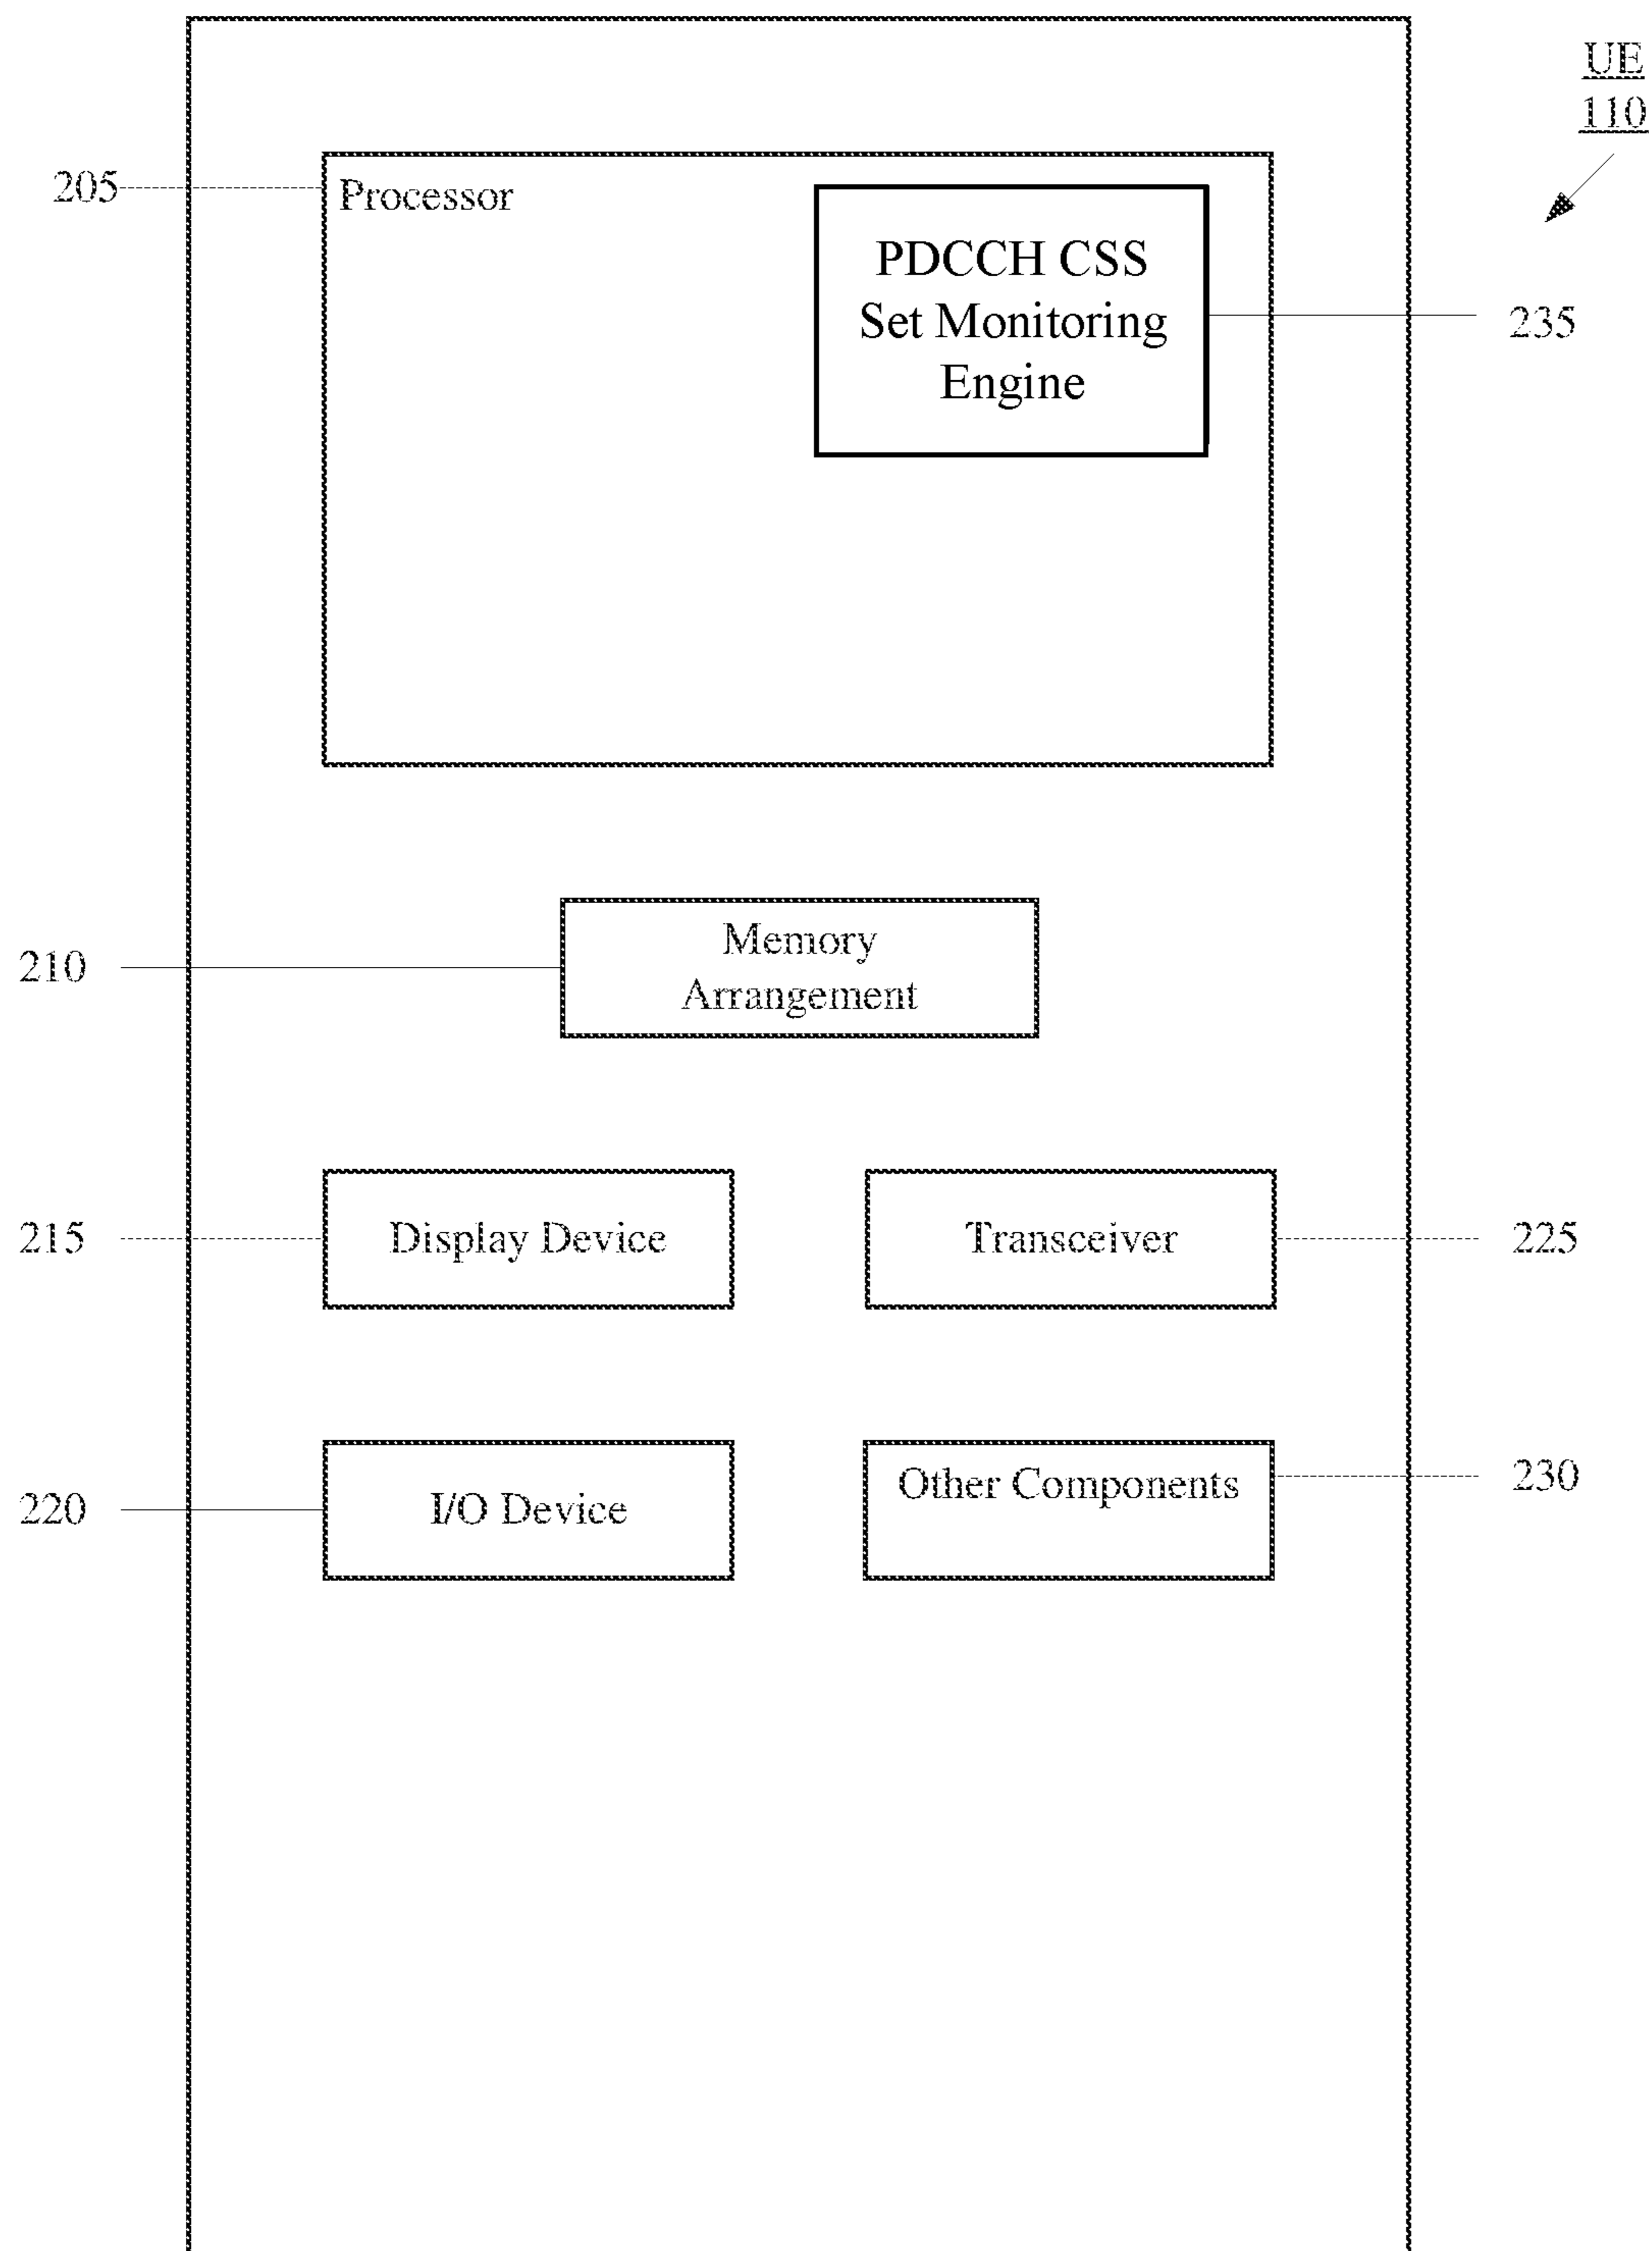 UE
110
205
Processor
PDCCH CSS
Set Monitoring
Engine
235
210
Memory
Arrangement
215
Display Device
Transceiver
225
220
I/O Device
Other Components
230